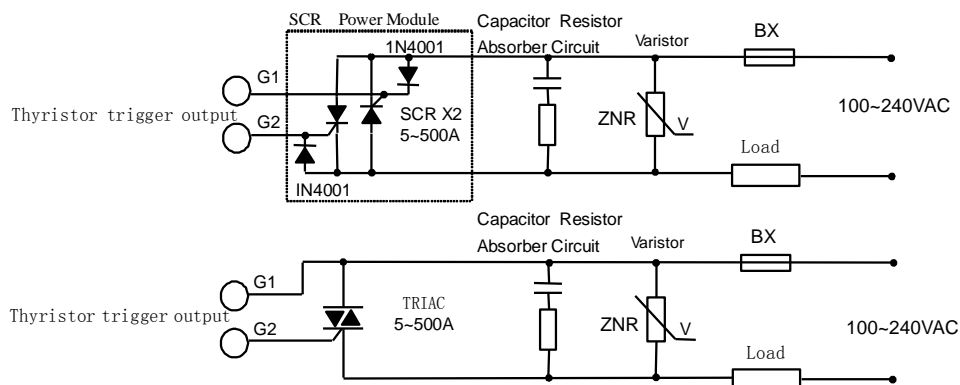 SCR Power Module
Capacitor Resistor
Absorber Circuit
Varistor
BX
1N4001
G1
Thyristor trigger output
G2
SCR X2
5~500A
ZNR
V
100~240VAC
Load
IN4001
Capacitor Resistor
Absorber Circuit
Varistor
BX
G1
Thyristor trigger output
G2
TRIAC
5~500A
ZNR
V
100~240VAC
Load